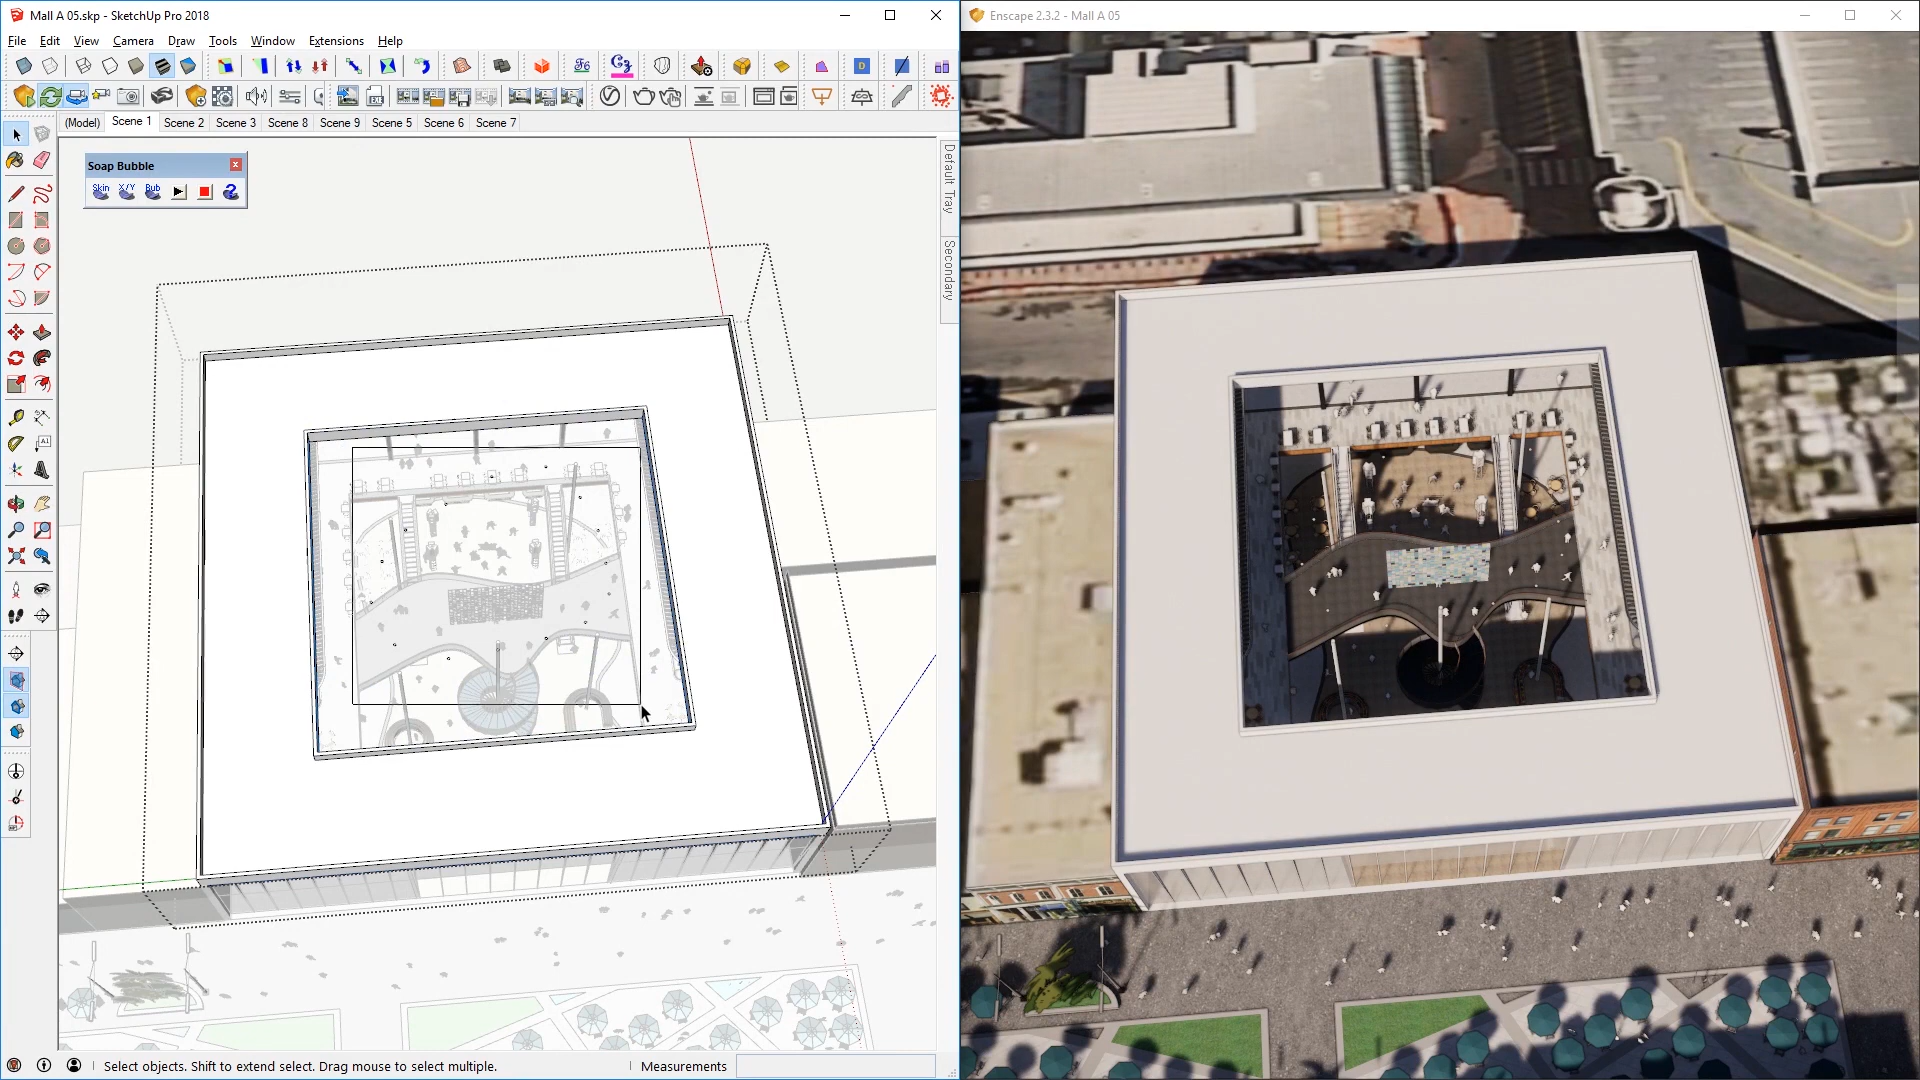 Mall A 05.skp - SketchUp Pro 2018
Enscape 2.3.2 - Mall A 05
File Edit View Camera Draw Tools Window Extensions Help
(Model) Scene 1 Scene 2 Scene 3 Scene 8 Scene 9 Scene 5 Scene 6 Scene 7
Soap Bubble
Skin X/Y Bub
Default Tray
Secondary
Select objects. Shift to extend select. Drag mouse to select multiple.
Measurements